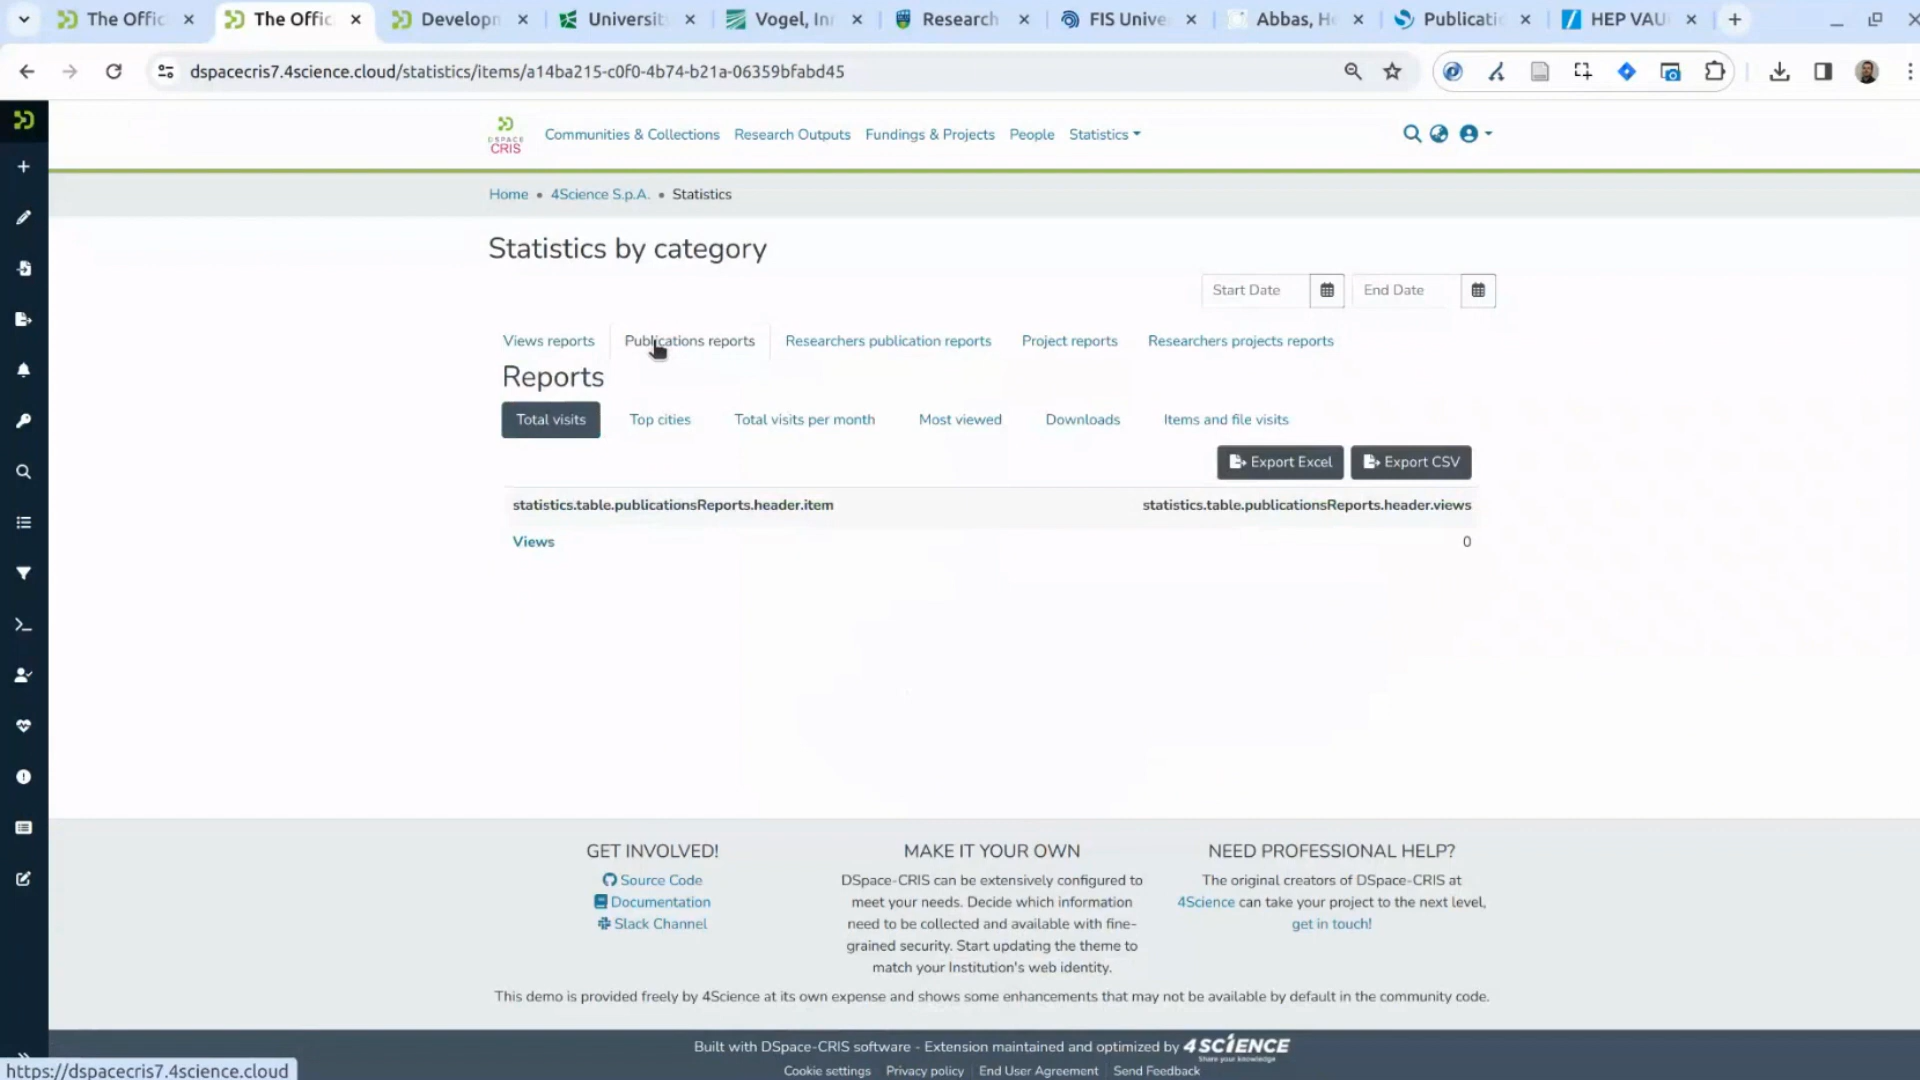 The Offic
The Offic
Developn
Universit
Vogel, In
Research
FIS Unive
Abbas, H
Publicati
HEP VAU
dspacecris7.4science.cloud/statistics/items/a14ba215-c0f0-4b74-b21a-06359bfabd45
DSPACE CRIS
Communities & Collections
Research Outputs
Fundings & Projects
People
Statistics
Home • 4Science S.p.A. • Statistics
Statistics by category
Start Date
End Date
Views reports
Publications reports
Researchers publication reports
Project reports
Researchers projects reports
Reports
Total visits
Top cities
Total visits per month
Most viewed
Downloads
Items and file visits
Export Excel
Export CSV
statistics.table.publicationsReports.header.item
statistics.table.publicationsReports.header.views
Views
0
GET INVOLVED!
Source Code
Documentation
Slack Channel
MAKE IT YOUR OWN
DSpace-CRIS can be extensively configured to
meet your needs. Decide which information
need to be collected and available with fine-
grained security. Start updating the theme to
match your Institution's web identity.
NEED PROFESSIONAL HELP?
The original creators of DSpace-CRIS at
4Science can take your project to the next level,
get in touch!
This demo is provided freely by 4Science at its own expense and shows some enhancements that may not be available by default in the community code.
Built with DSpace-CRIS software - Extension maintained and optimized by 4SCIENCE
Share your knowledge
Cookie settings
Privacy policy
End User Agreement
Send Feedback
https://dspacecris7.4science.cloud